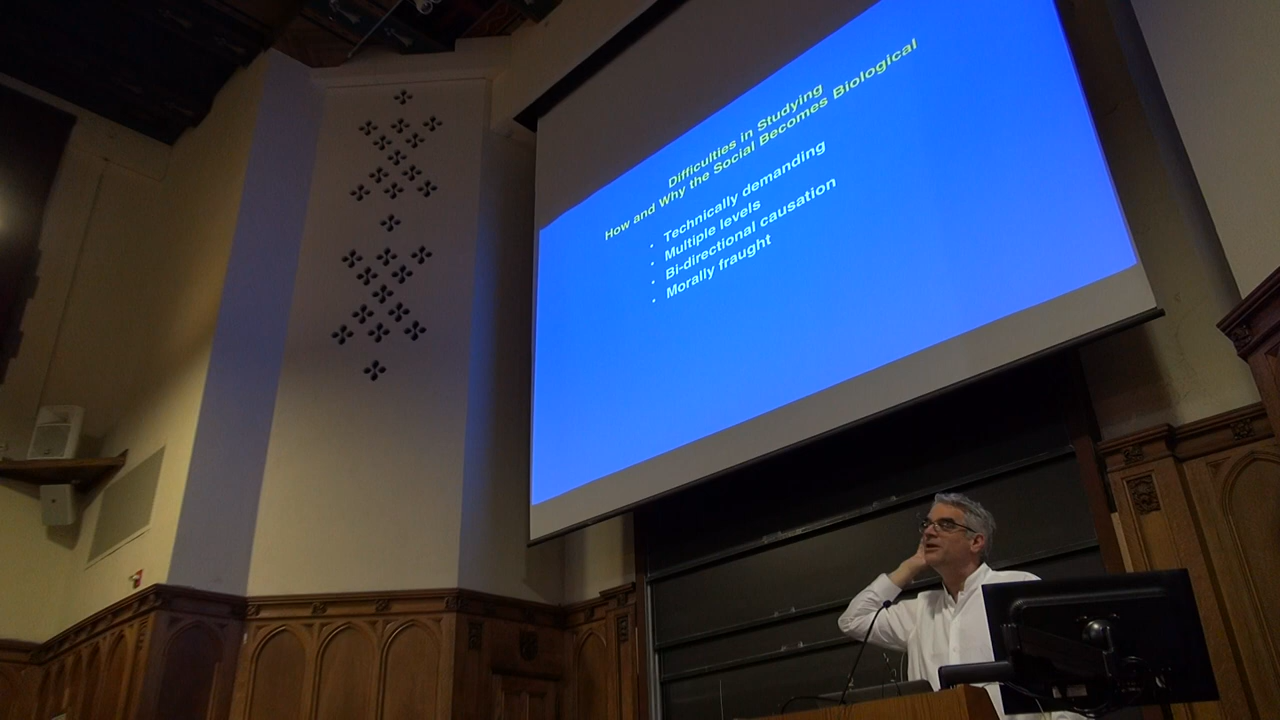 Difficulties in Studying
How and Why the Social Becomes Biological
• Technically demanding
• Multiple levels
• Bi-directional causation
• Morally fraught